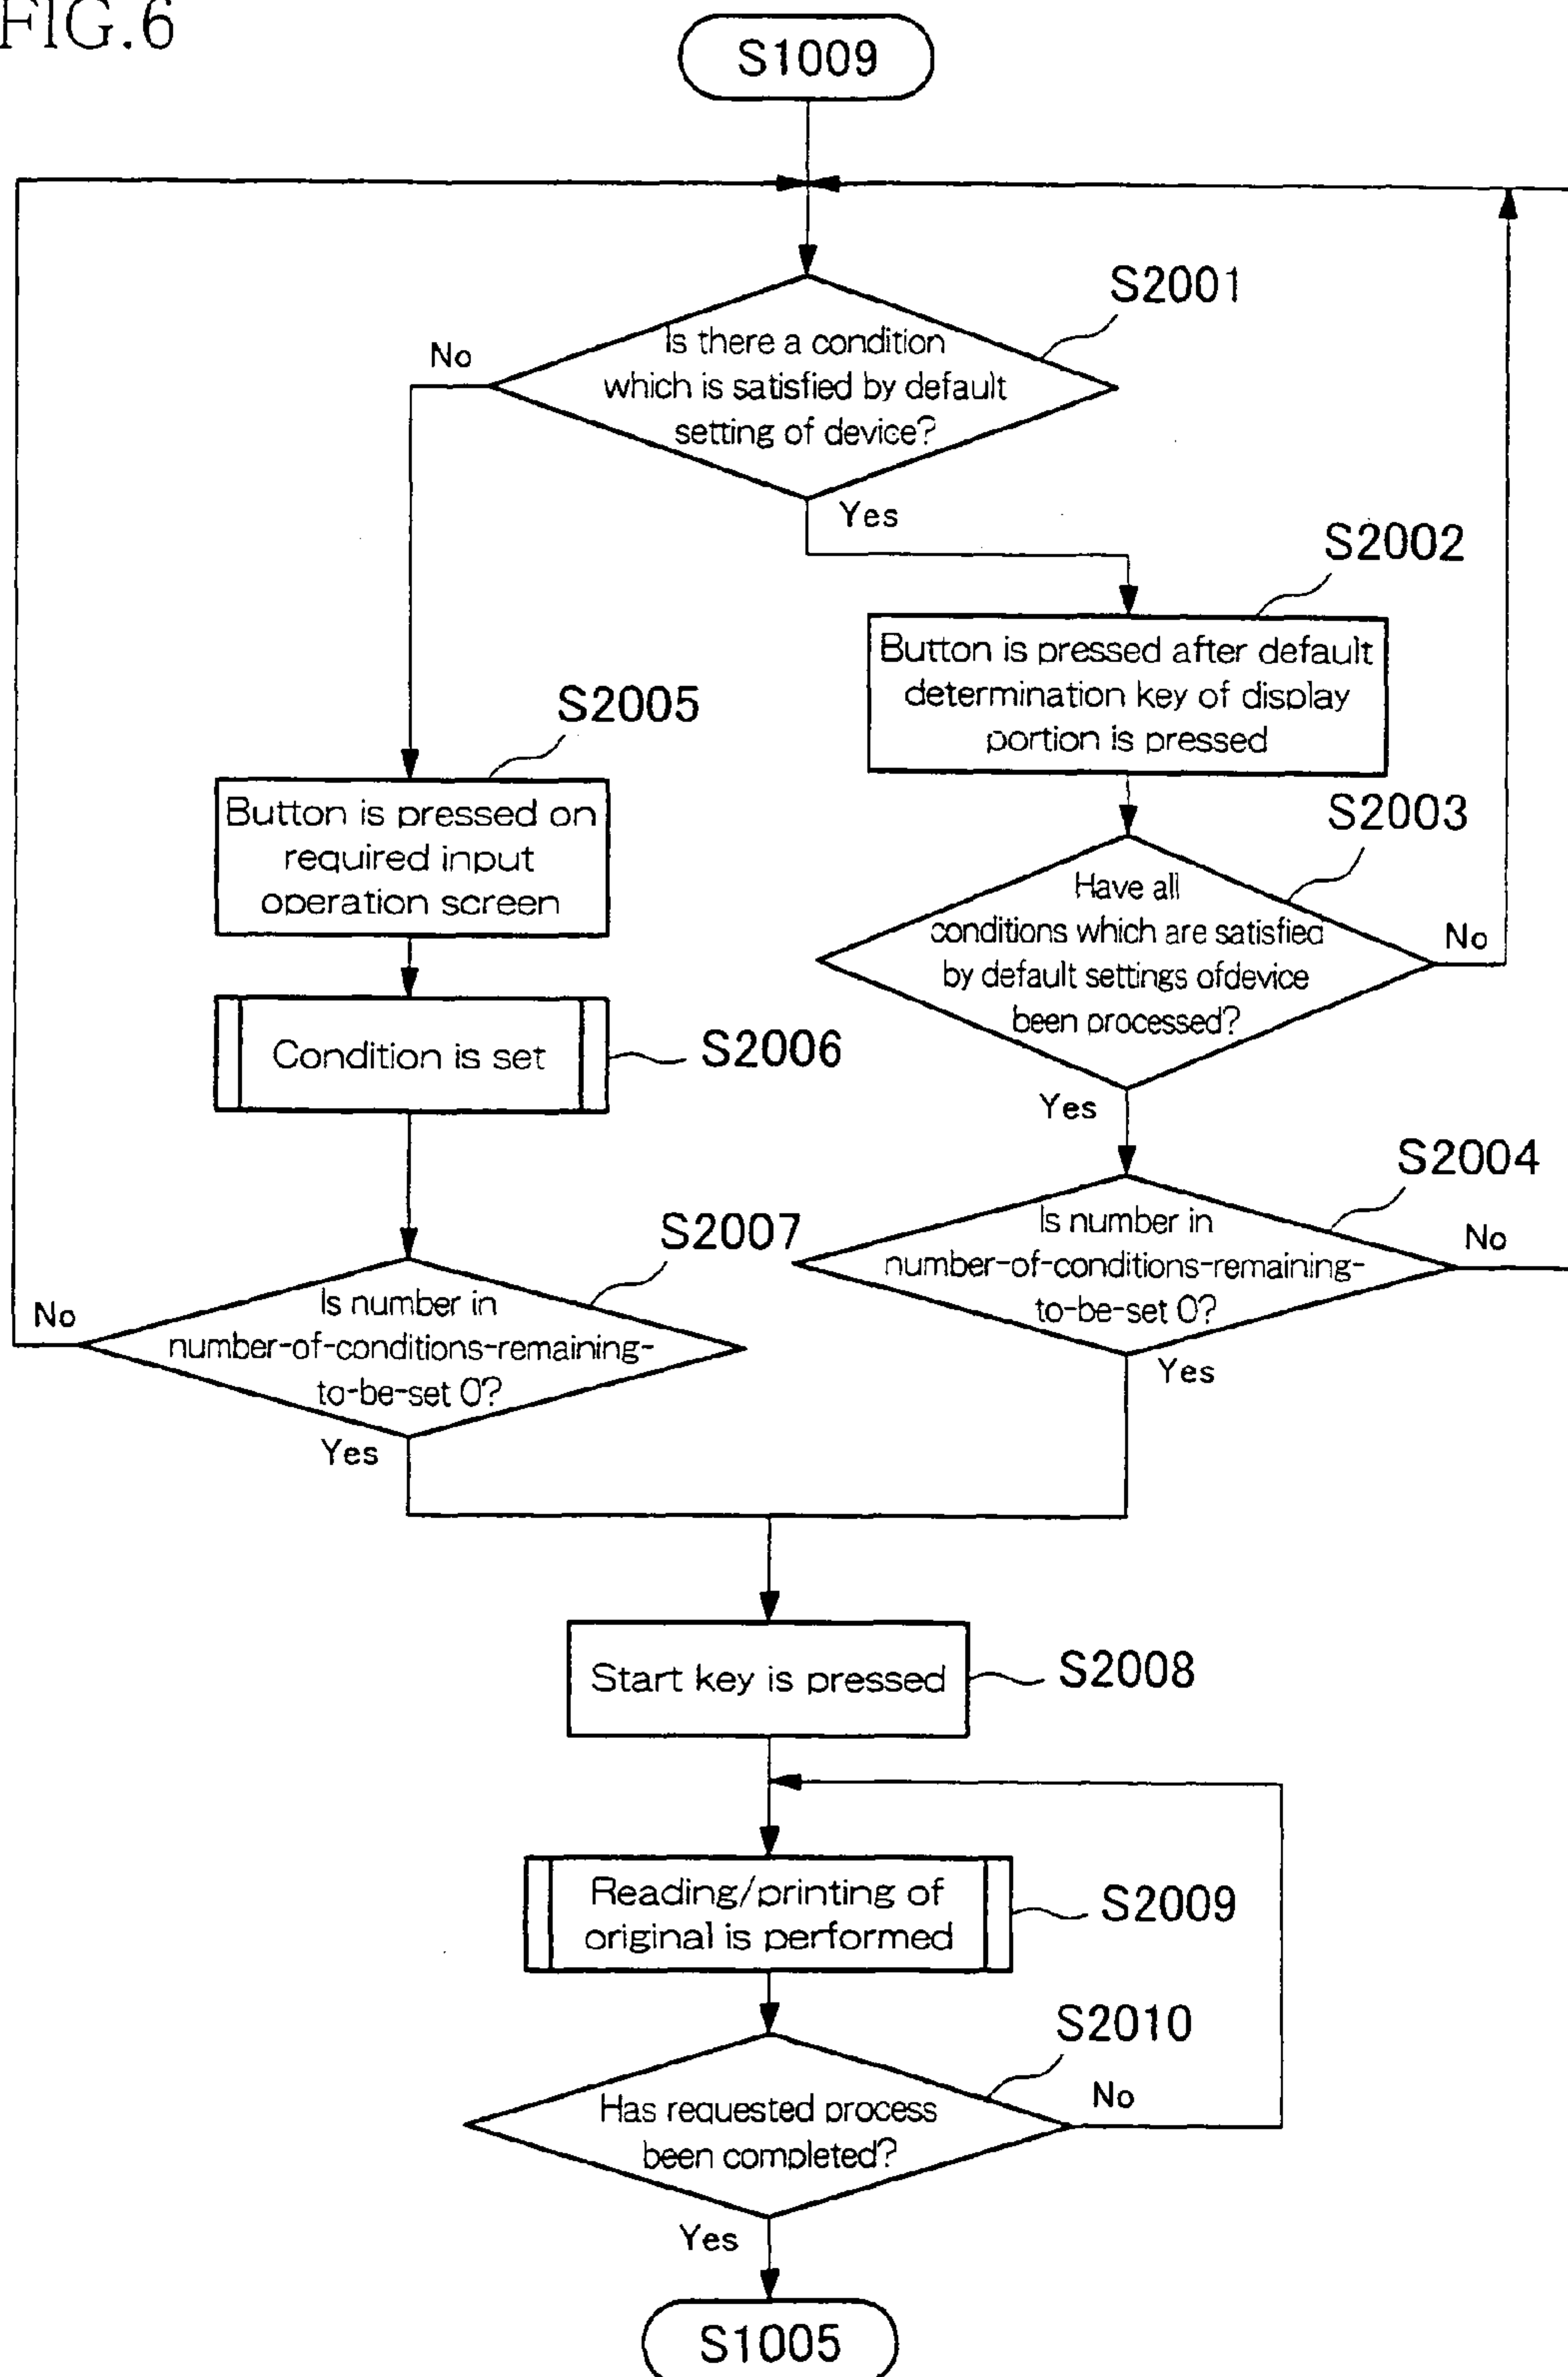 FIG.6
S1009
S2001
Is there a condition
which is satisfied by default
setting of device?
No
Yes
S2002
Button is pressed after default
determination key of display
portion is pressed
S2005
Button is pressed on
required input
operation screen
S2003
Have all
conditions which are satisfied
by default settings ofdevice
been processed?
No
Yes
Condition is set
S2006
S2004
Is number in
number-of-conditions-remaining-
to-be-set 0?
No
Yes
S2007
Is number in
number-of-conditions-remaining-
to-be-set 0?
No
Yes
Start key is pressed
S2008
Reading/printing of
original is performed
S2009
S2010
Has requested process
been completed?
No
Yes
S1005